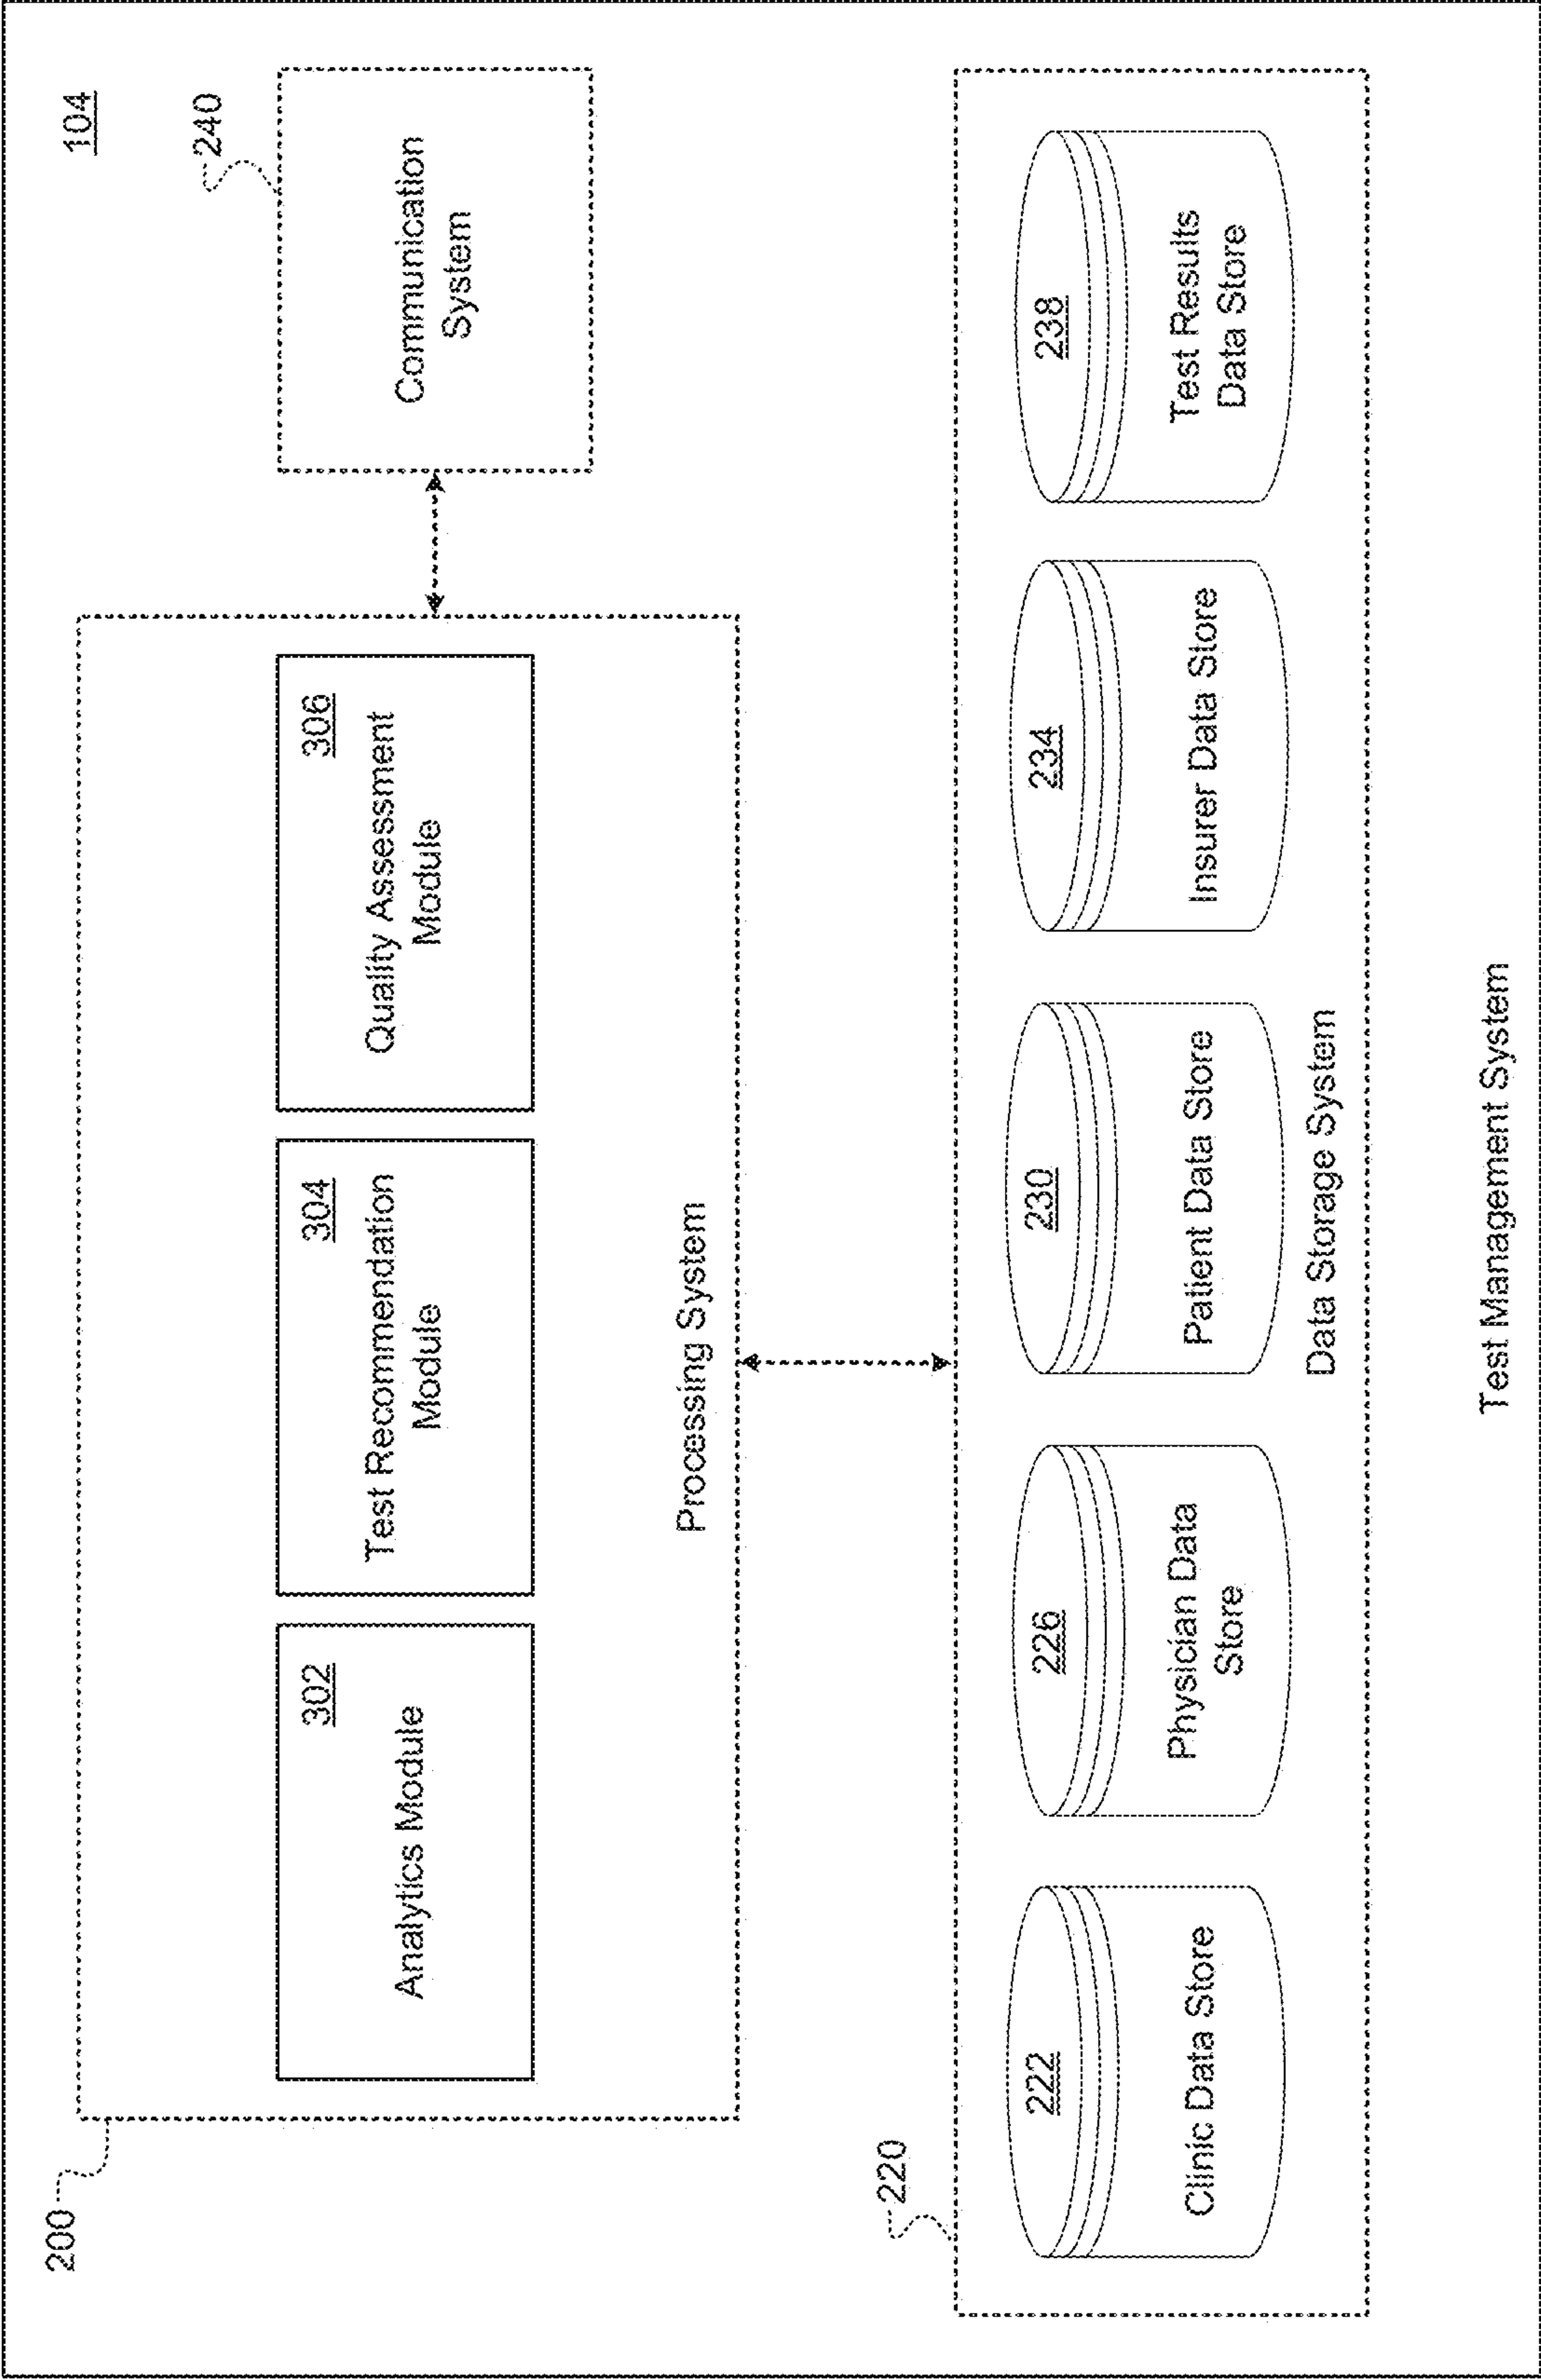 104
200
240
302
Analytics Module
304
Test Recommendation
Module
306
Quality Assessment
Module
Processing System
Communication
System
220
222
Clinic Data Store
226
Physician Data
Store
230
Patient Data Store
234
Insurer Data Store
238
Test Results
Data Store
Data Storage System
Test Management System